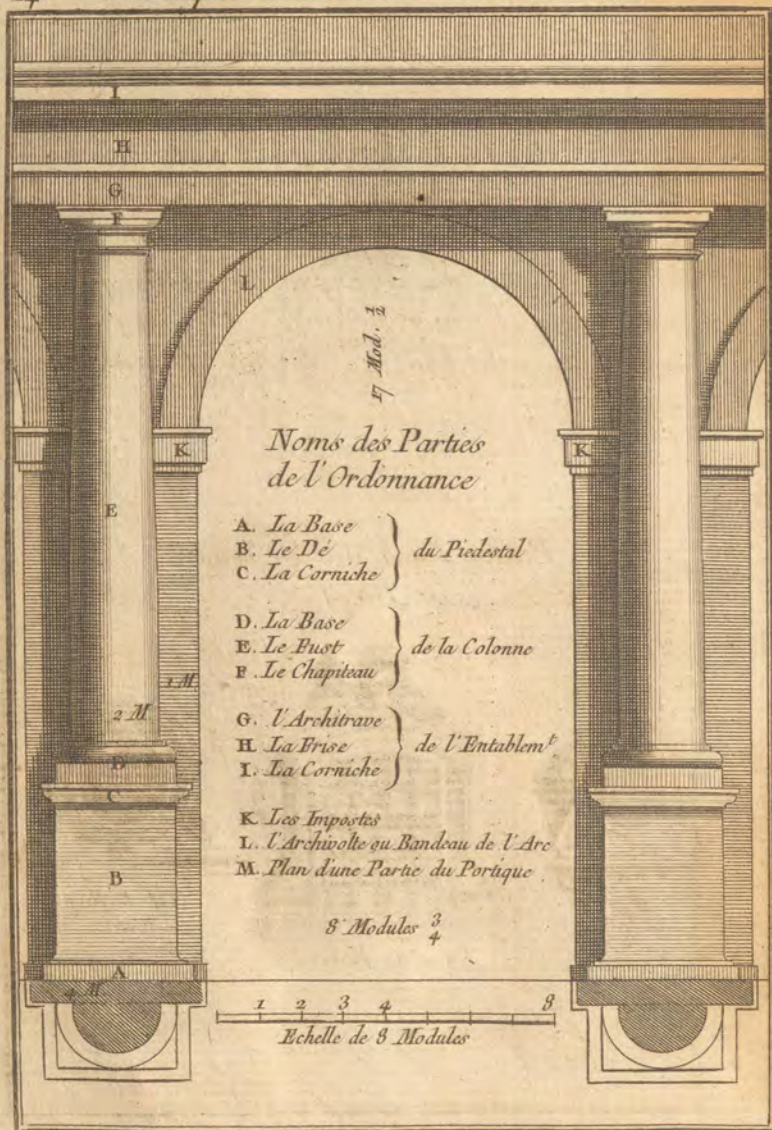 I
H
G
F
L
17 Mod. 1/2
K
K
Noms des Parties
de l'Ordonnance
E
A. La Base
B. Le Dé
C. La Corniche
du Piedestal
D. La Base
E. Le Fust
F. Le Chapiteau
de la Colonne
1 M
2 M
G. l'Architrave
H. La Frise
I. La Corniche
de l'Entablem.t
D
C
K Les Impostes
L. l'Archivolte ou Bandeau de l'Arc
M. Plan d'une Partie du Portique
B
8 Modules 3/4
A
4 M.
1 2 3 4 8
Echelle de 8 Modules